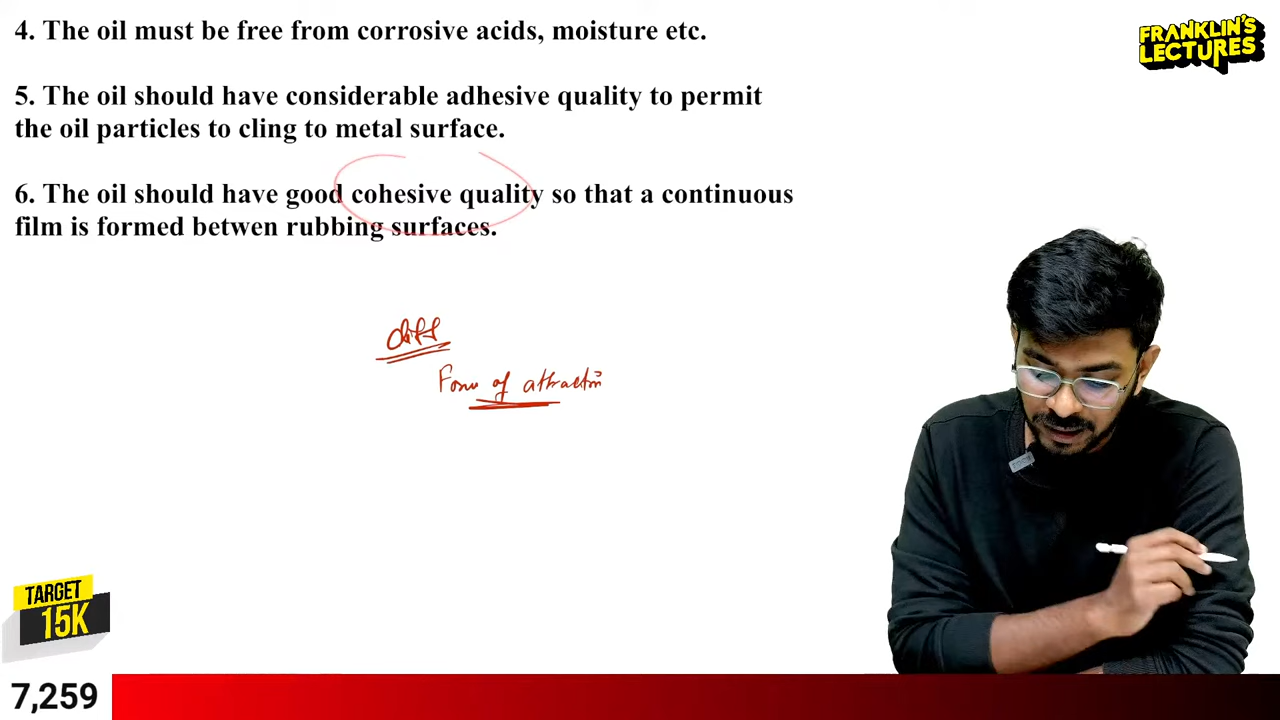 4. The oil must be free from corrosive acids, moisture etc.
FRANKLIN'S
LECTURES
5. The oil should have considerable adhesive quality to permit
the oil particles to cling to metal surface.
6. The oil should have good cohesive quality so that a continuous
film is formed betwen rubbing surfaces.
diff
of attraction
TARGET
15K
7,259